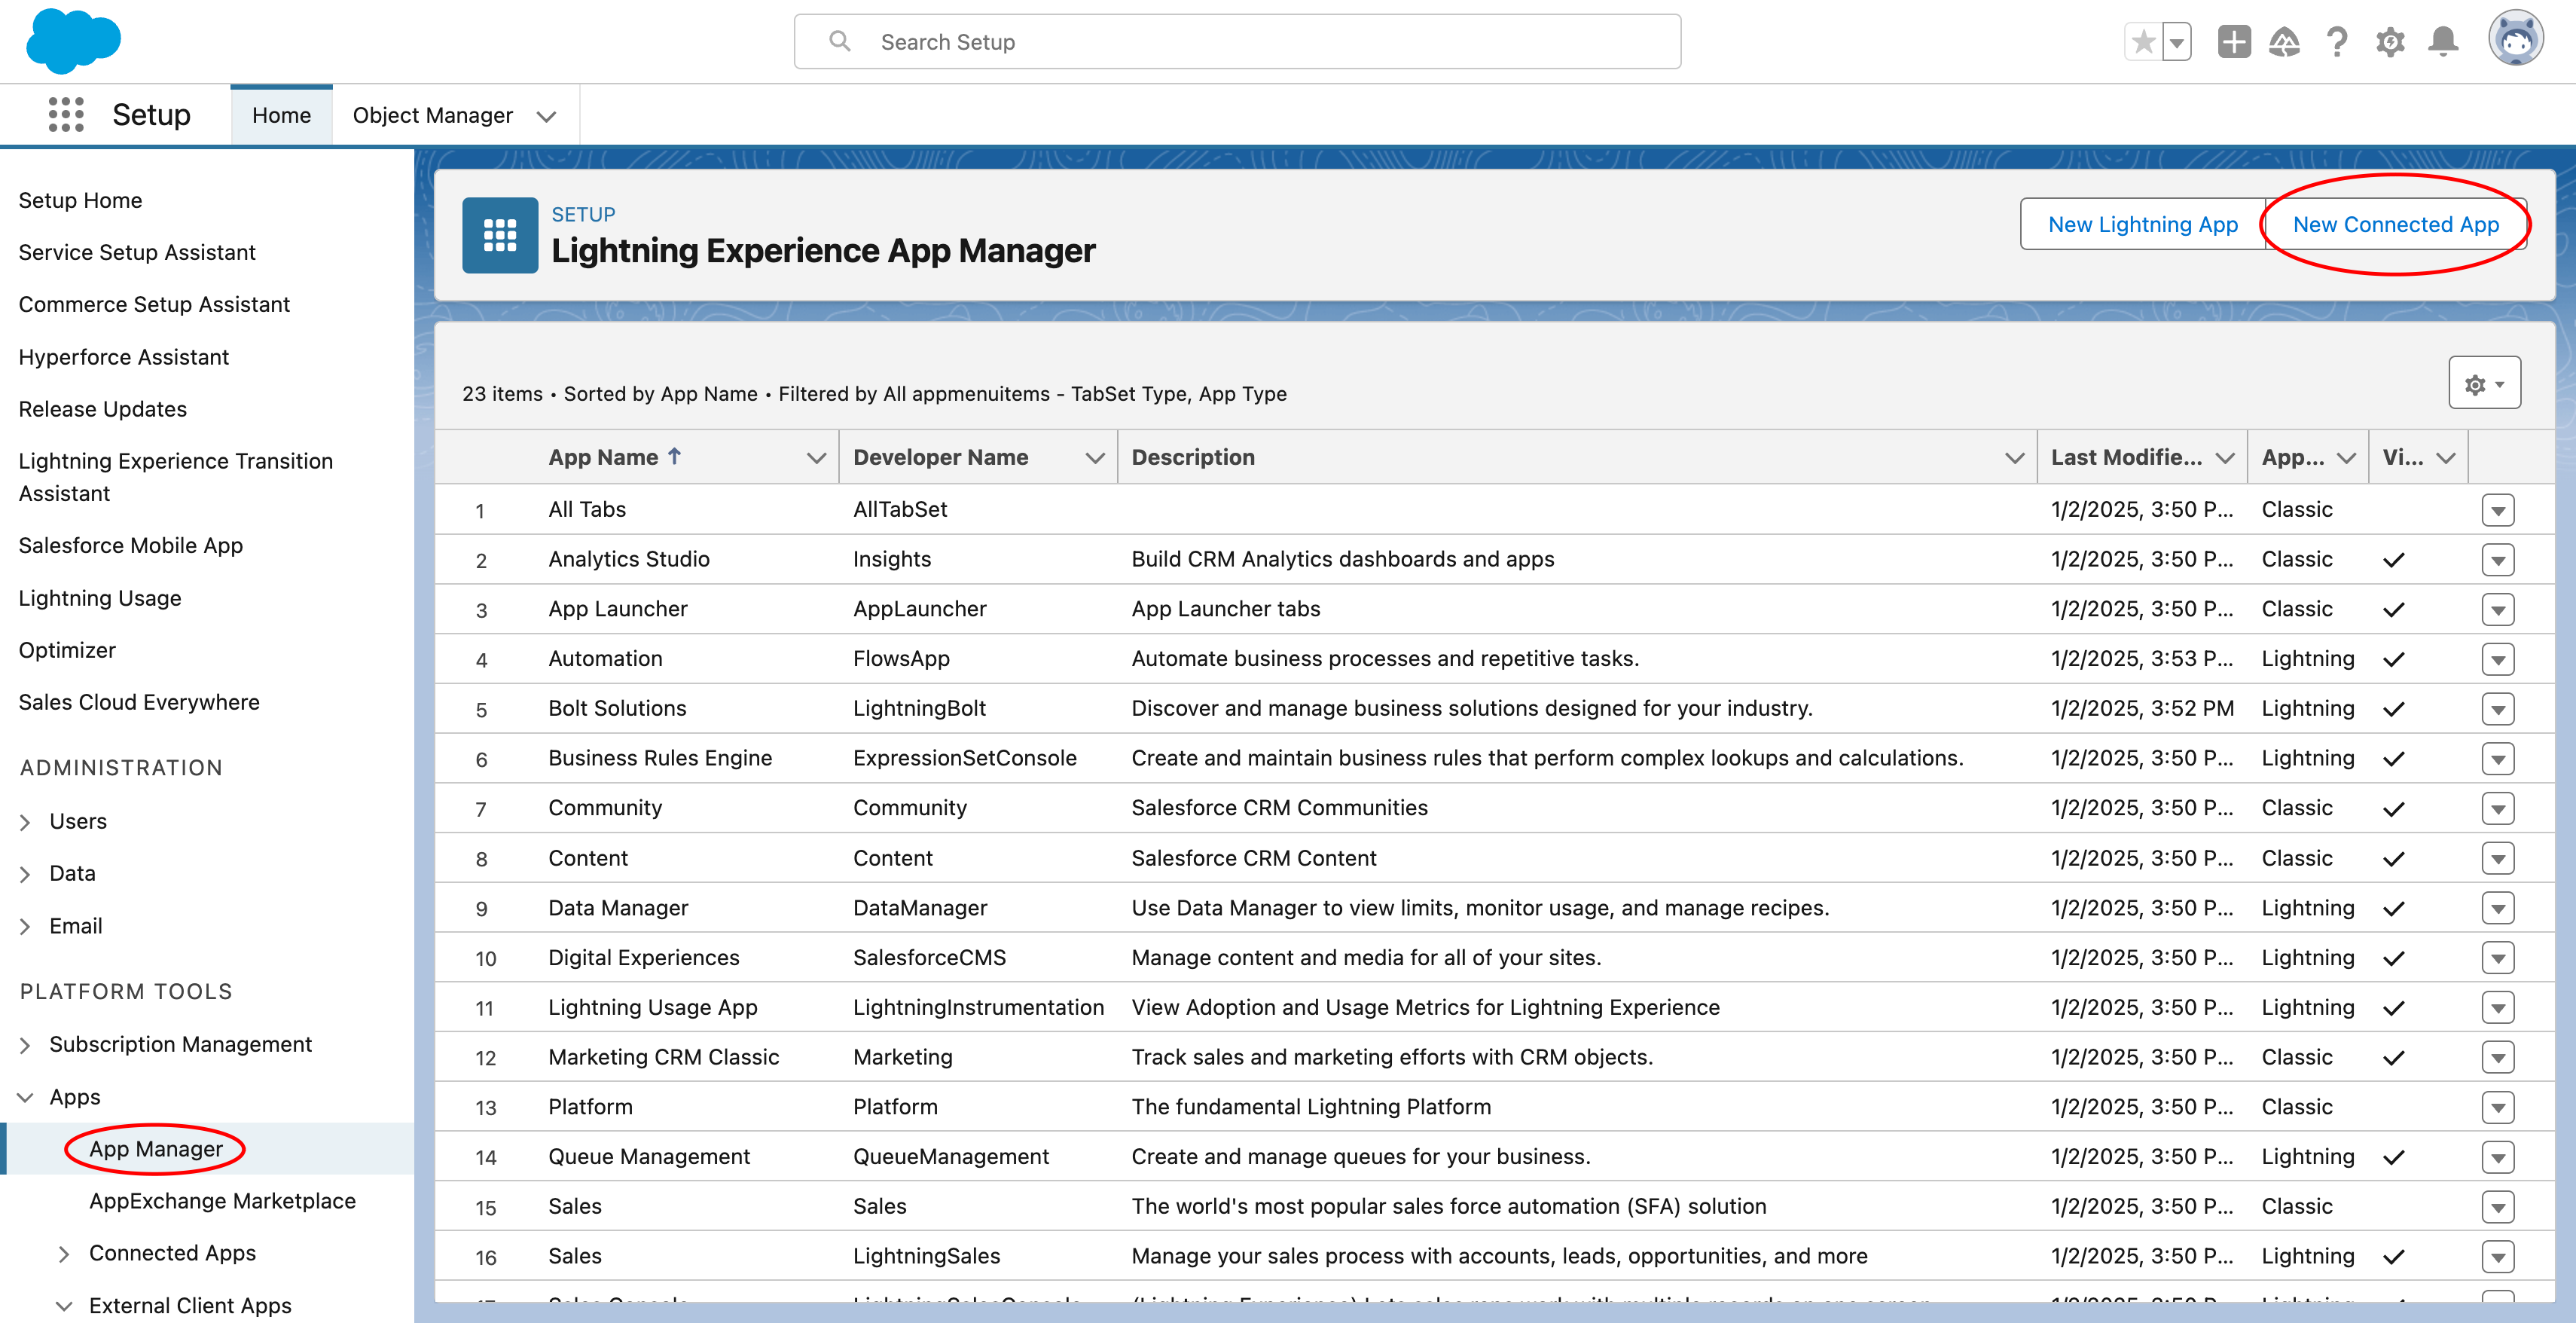 Search Setup
Setup
Home
Object Manager
Setup Home
Service Setup Assistant
Commerce Setup Assistant
Hyperforce Assistant
Release Updates
Lightning Experience Transition
Assistant
Salesforce Mobile App
Lightning Usage
Optimizer
Sales Cloud Everywhere
ADMINISTRATION
Users
Data
Email
PLATFORM TOOLS
Subscription Management
Apps
App Manager
AppExchange Marketplace
Connected Apps
External Client Apps
SETUP
Lightning Experience App Manager
New Lightning App
New Connected App
23 items • Sorted by App Name • Filtered by All appmenuitems - TabSet Type, App Type
App Name ↑ Developer Name Description Last Modifie... App... Vi...
1 All Tabs AllTabSet 1/2/2025, 3:50 P... Classic
2 Analytics Studio Insights Build CRM Analytics dashboards and apps 1/2/2025, 3:50 P... Classic ✓
3 App Launcher AppLauncher App Launcher tabs 1/2/2025, 3:50 P... Classic ✓
4 Automation FlowsApp Automate business processes and repetitive tasks. 1/2/2025, 3:53 P... Lightning ✓
5 Bolt Solutions LightningBolt Discover and manage business solutions designed for your industry. 1/2/2025, 3:52 PM Lightning ✓
6 Business Rules Engine ExpressionSetConsole Create and maintain business rules that perform complex lookups and calculations. 1/2/2025, 3:50 P... Lightning ✓
7 Community Community Salesforce CRM Communities 1/2/2025, 3:50 P... Classic ✓
8 Content Content Salesforce CRM Content 1/2/2025, 3:50 P... Classic ✓
9 Data Manager DataManager Use Data Manager to view limits, monitor usage, and manage recipes. 1/2/2025, 3:50 P... Lightning ✓
10 Digital Experiences SalesforceCMS Manage content and media for all of your sites. 1/2/2025, 3:50 P... Lightning ✓
11 Lightning Usage App LightningInstrumentation View Adoption and Usage Metrics for Lightning Experience 1/2/2025, 3:50 P... Lightning ✓
12 Marketing CRM Classic Marketing Track sales and marketing efforts with CRM objects. 1/2/2025, 3:50 P... Classic ✓
13 Platform Platform The fundamental Lightning Platform 1/2/2025, 3:50 P... Classic
14 Queue Management QueueManagement Create and manage queues for your business. 1/2/2025, 3:50 P... Lightning ✓
15 Sales Sales The world's most popular sales force automation (SFA) solution 1/2/2025, 3:50 P... Classic
16 Sales LightningSales Manage your sales process with accounts, leads, opportunities, and more 1/2/2025, 3:50 P... Lightning ✓